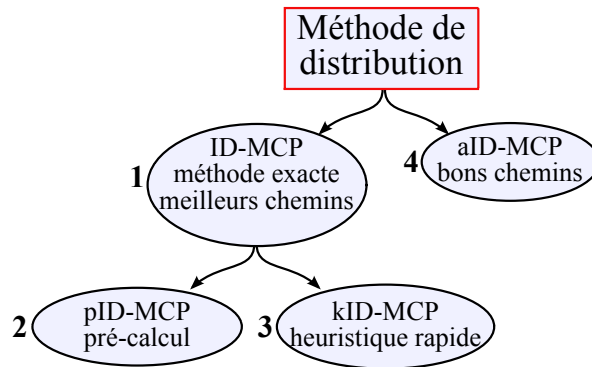 Méthode de
distribution
1
ID-MCP
méthode exacte
meilleurs chemins
4
aID-MCP
bons chemins
2
pID-MCP
pré-calcul
3
kID-MCP
heuristique rapide